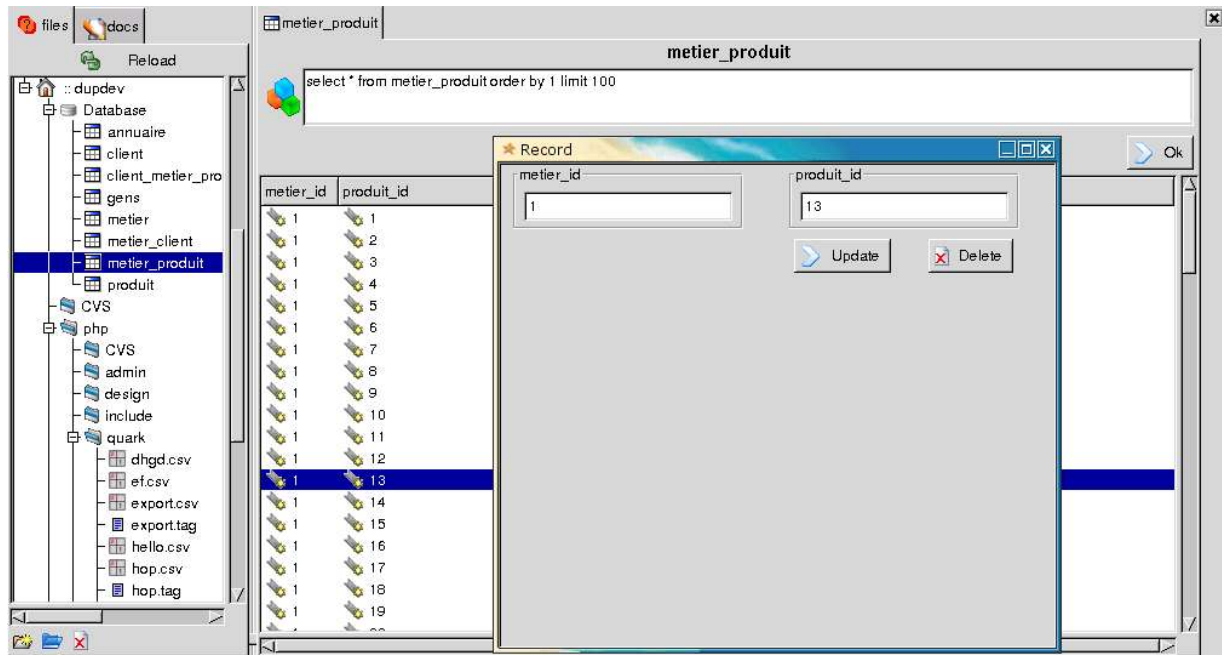 files
docs
Reload
:: dupdev
Database
annuaire
client
client_metier_pro
gens
metier
metier_client
metier_produit
produit
CVS
php
CVS
admin
design
include
quark
dhgd.csv
ef.csv
export.csv
export.tag
hello.csv
hop.csv
hop.tag
metier_produit
metier_produit
select * from metier_produit order by 1 limit 100
Ok
metier_id produit_id
1 1
1 2
1 3
1 4
1 5
1 6
1 7
1 8
1 9
1 10
1 11
1 12
1 13
1 14
1 15
1 16
1 17
1 18
1 19
Record
metier_id
1
produit_id
13
Update
Delete